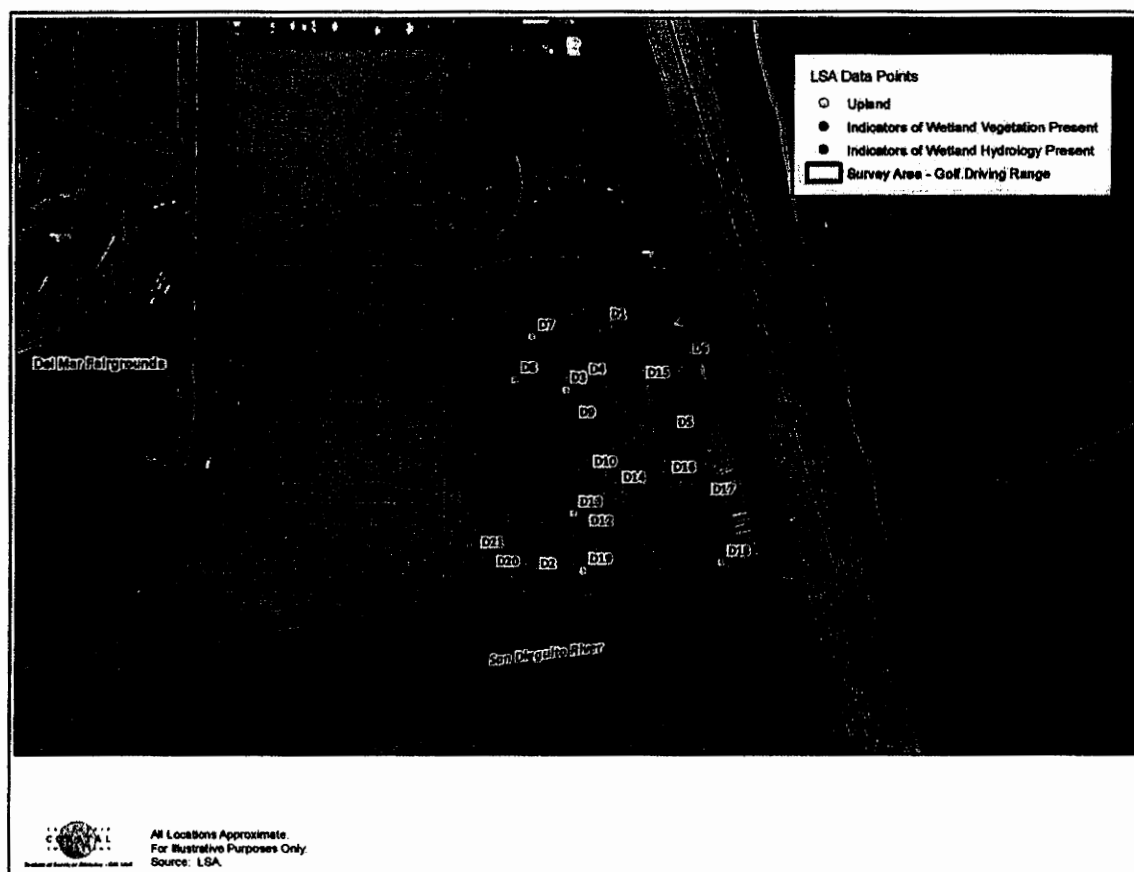 LSA Data Points
Upland
Indicators of Wetland Vegetation Present
Indicators of Wetland Hydrology Present
Survey Area - Golf Driving Range
D1
D7
D8
D3
D4
D15
Del Mar Fairgrounds
D9
D5
D10
D14
D16
D17
D13
D12
D21
D20
D2
D19
D18
San Dieguito River
COASTAL
All Locations Approximate.
For Illustrative Purposes Only.
Source: LSA.